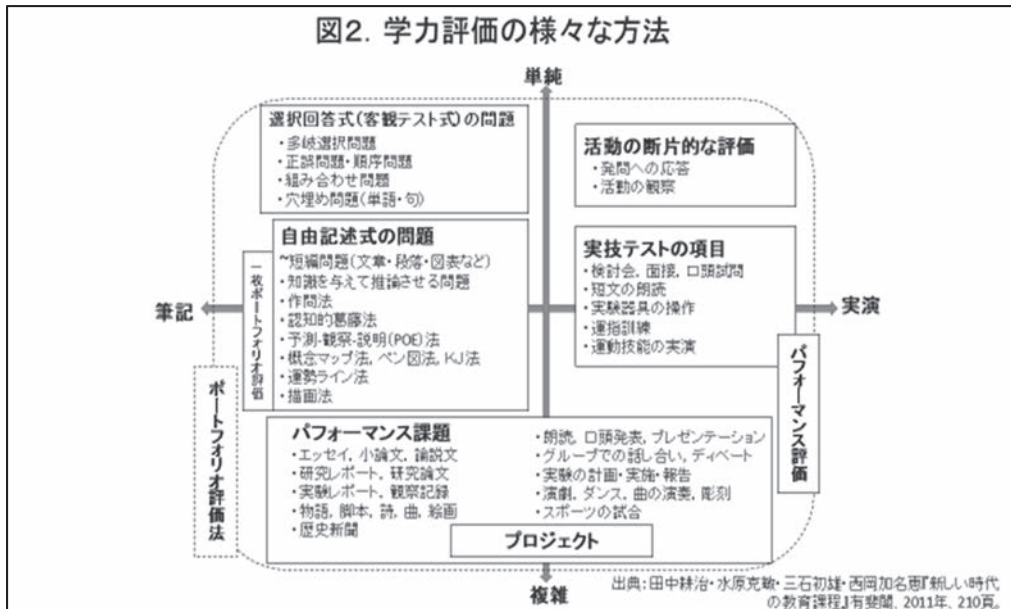 図2. 学力評価の様々な方法
単純
選択回答式(客観テスト式)の問題
・多岐選択問題
・正誤問題・順序問題
・組み合わせ問題
・穴埋め問題(単語・句)
活動の断片的な評価
・発問への応答
・活動の観察
自由記述式の問題
~短編問題(文章・段落・図表など)
・知識を与えて推論させる問題
・作問法
・認知的葛藤法
・予測-観察-説明(POE)法
・概念マップ法, ベン図法, KJ法
・運勢ライン法
・描画法
一枚ポートフォリオ評価
実技テストの項目
・検討会, 面接, 口頭試問
・短文の朗読
・実験器具の操作
・運指訓練
・運動技能の実演
筆記
実演
ポートフォリオ評価法
パフォーマンス評価
パフォーマンス課題
・エッセイ, 小論文, 論説文
・研究レポート, 研究論文
・実験レポート, 観察記録
・物語, 脚本, 詩, 曲, 絵画
・歴史新聞
・朗読, 口頭発表, プレゼンテーション
・グループでの話し合い, ディベート
・実験の計画・実施・報告
・演劇, ダンス, 曲の演奏, 彫刻
・スポーツの試合
プロジェクト
複雑
出典:田中耕治・水原克敏・三石初雄・西岡加名恵『新しい時代
の教育課程』有斐閣, 2011年, 210頁。